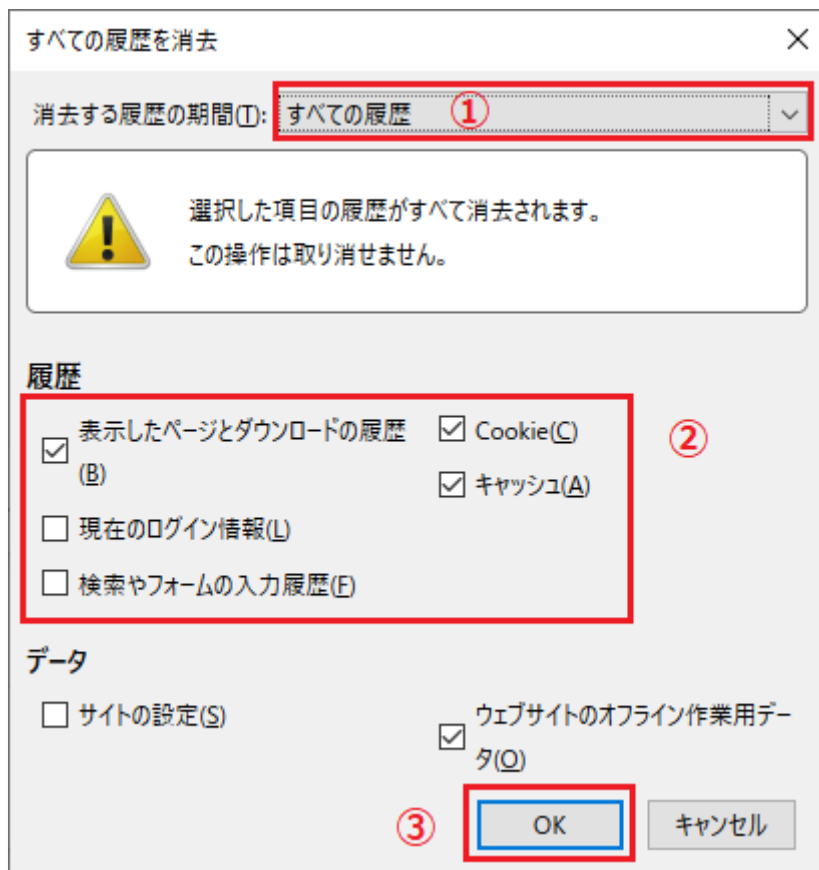 すべての履歴を消去
消去する履歴の期間(T): すべての履歴 ①
選択した項目の履歴がすべて消去されます。
この操作は取り消せません。
履歴
表示したページとダウンロードの履歴
(B)
Cookie(C)
②
キャッシュ(A)
現在のログイン情報(L)
検索やフォームの入力履歴(F)
データ
サイトの設定(S)
ウェブサイトのオフライン作業用デー
タ(O)
③ OK キャンセル